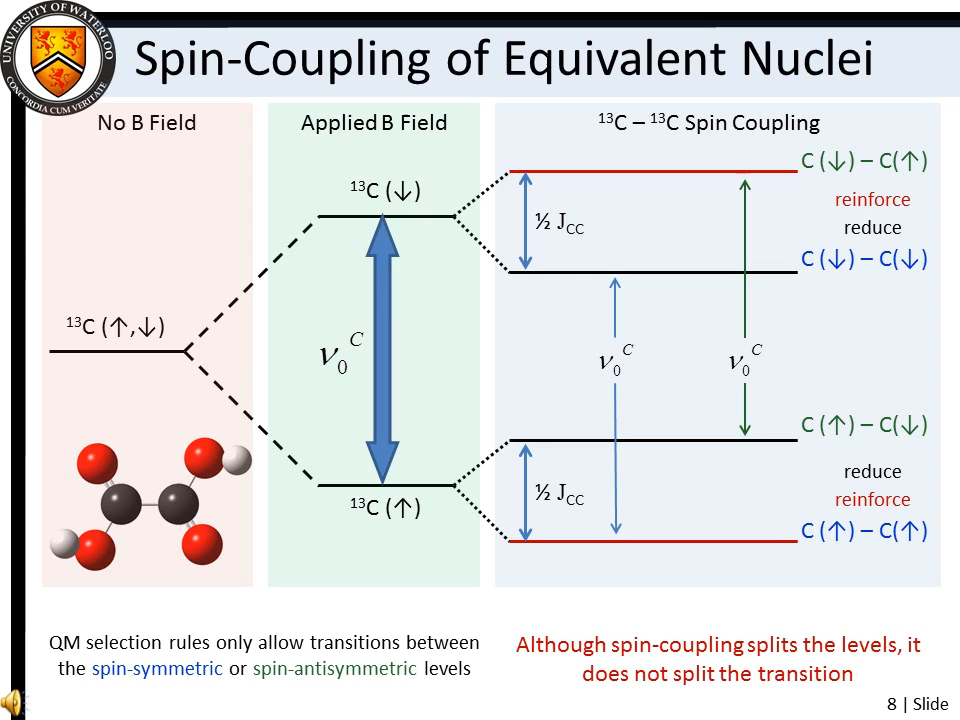 UNIVERSITY OF WATERLOO
CONCORDIA CUM VERITATE
Spin-Coupling of Equivalent Nuclei
No B Field
Applied B Field
¹³C – ¹³C Spin Coupling
¹³C (↑,↓)
¹³C (↓)
ν₀ᶜ
¹³C (↑)
C (↓) – C(↑)
reinforce
½ J_CC
reduce
C (↓) – C(↓)
ν₀ᶜ
ν₀ᶜ
C (↑) – C(↓)
reduce
½ J_CC
reinforce
C (↑) – C(↑)
QM selection rules only allow transitions between
the spin-symmetric or spin-antisymmetric levels
Although spin-coupling splits the levels, it
does not split the transition
8 | Slide